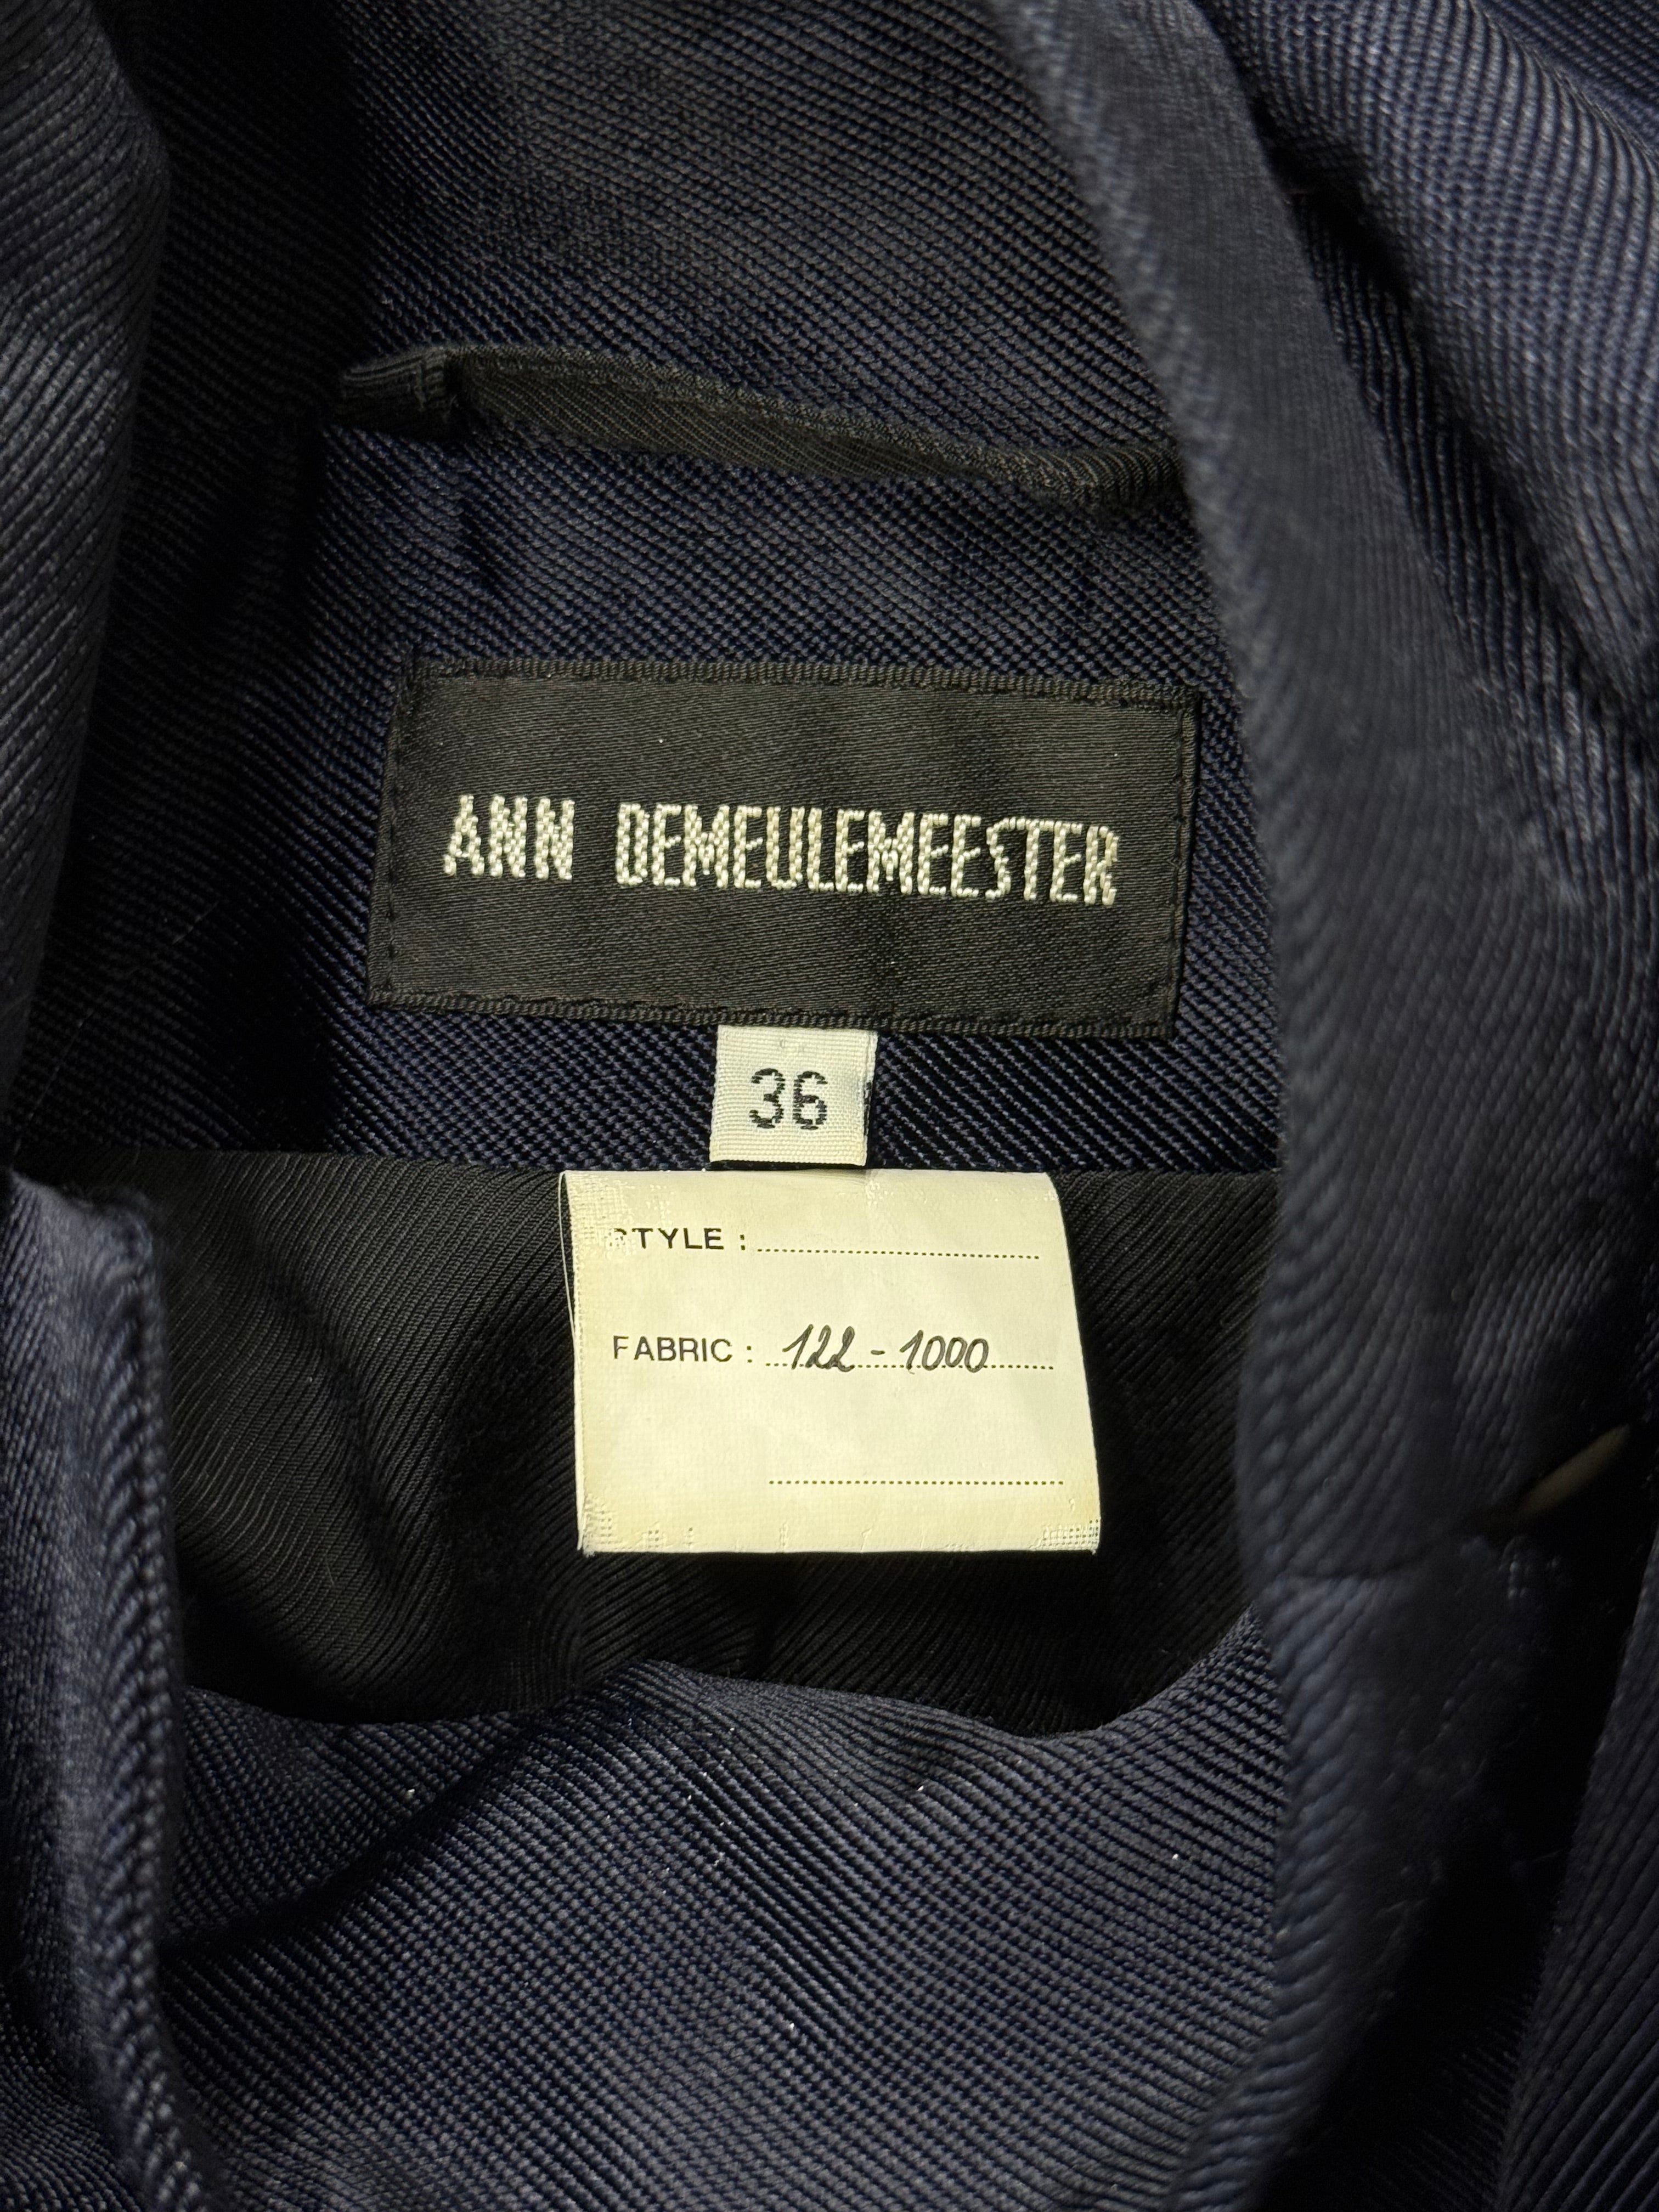 ANN DEMEULEMEESTER
36
STYLE :
FABRIC : 122-1000